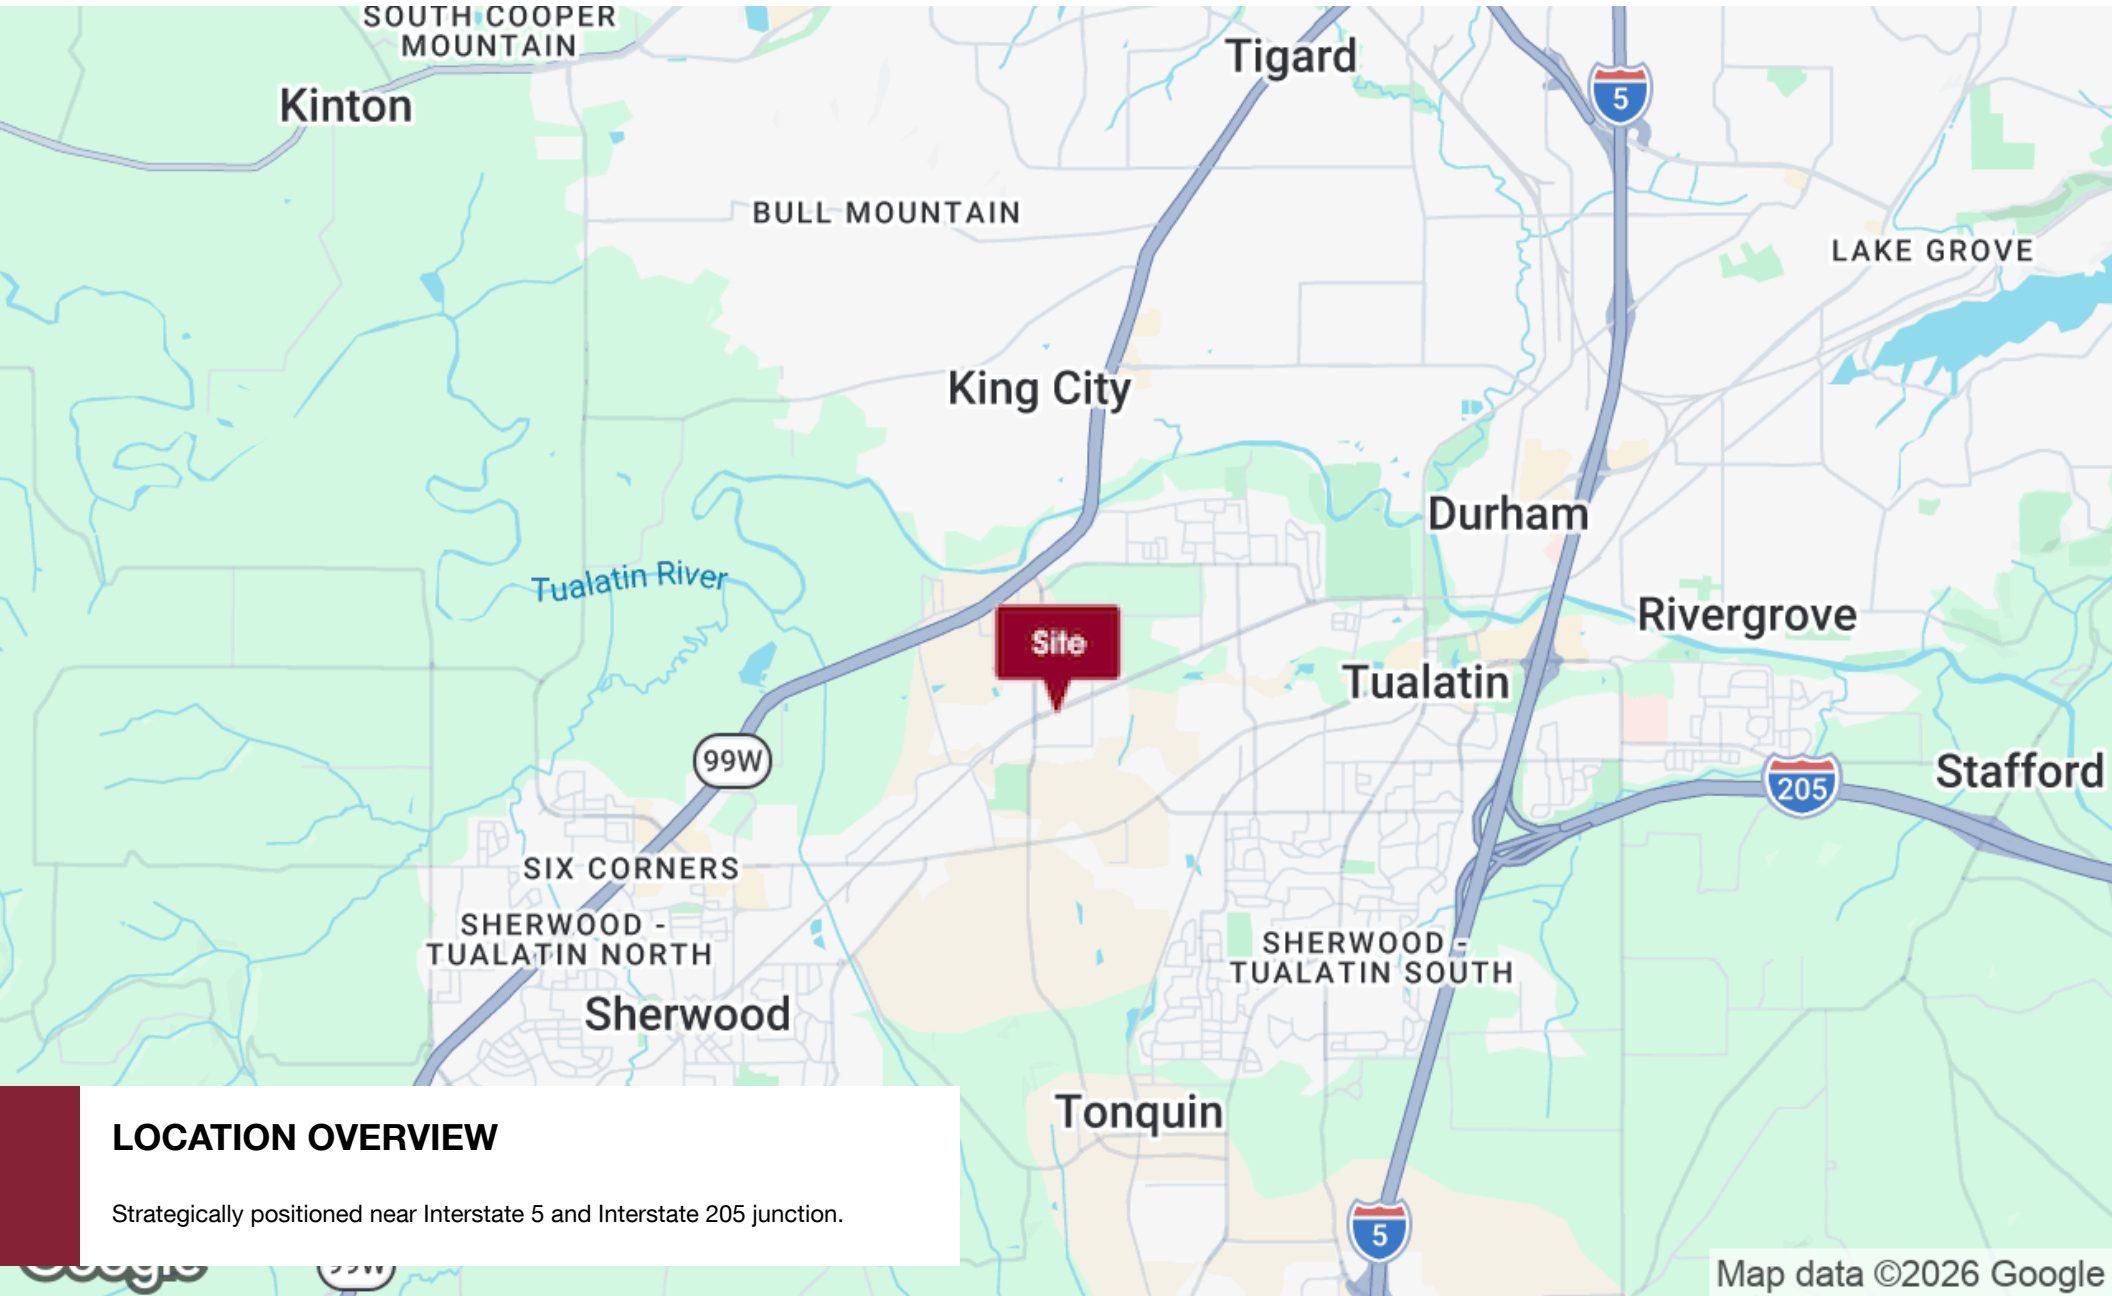 SOUTH COOPER
MOUNTAIN
Tigard
5
Kinton
BULL MOUNTAIN
LAKE GROVE
King City
Durham
Tualatin River
Rivergrove
Site
Tualatin
99W
205
Stafford
SIX CORNERS
SHERWOOD -
TUALATIN NORTH
SHERWOOD -
TUALATIN SOUTH
Sherwood
Tonquin
LOCATION OVERVIEW
Strategically positioned near Interstate 5 and Interstate 205 junction.
5
Google
99W
Map data ©2026 Google